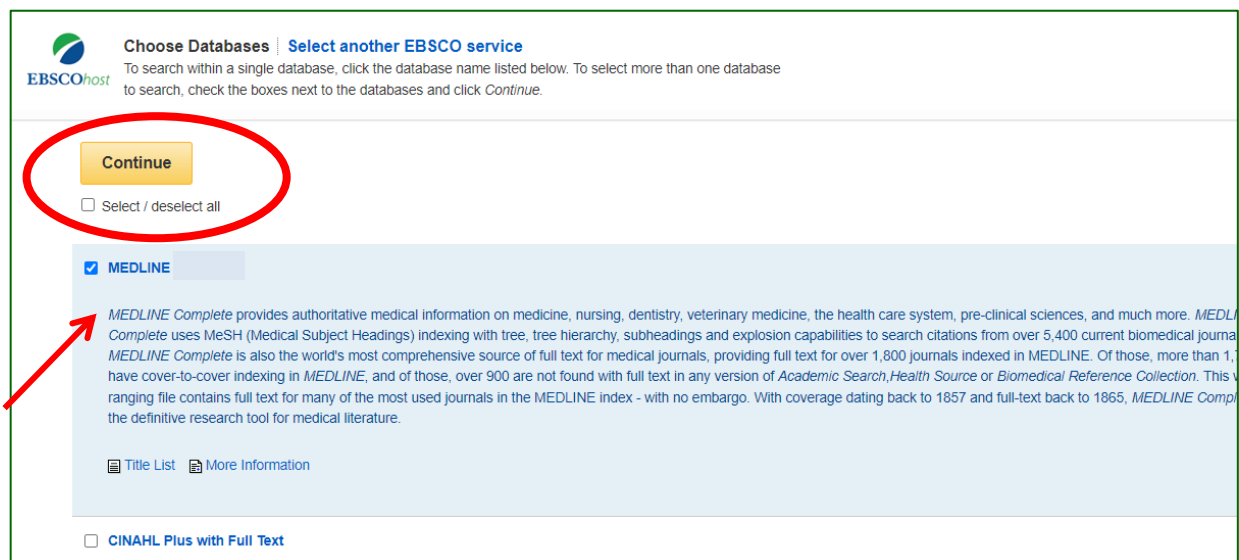 EBSCOhost
Choose Databases Select another EBSCO service
To search within a single database, click the database name listed below. To select more than one database
to search, check the boxes next to the databases and click Continue.
Continue
Select / deselect all
MEDLINE
MEDLINE Complete provides authoritative medical information on medicine, nursing, dentistry, veterinary medicine, the health care system, pre-clinical sciences, and much more. MEDLI
Complete uses MeSH (Medical Subject Headings) indexing with tree, tree hierarchy, subheadings and explosion capabilities to search citations from over 5,400 current biomedical journa
MEDLINE Complete is also the world's most comprehensive source of full text for medical journals, providing full text for over 1,800 journals indexed in MEDLINE. Of those, more than 1,
have cover-to-cover indexing in MEDLINE, and of those, over 900 are not found with full text in any version of Academic Search,Health Source or Biomedical Reference Collection. This
ranging file contains full text for many of the most used journals in the MEDLINE index - with no embargo. With coverage dating back to 1857 and full-text back to 1865, MEDLINE Compl
the definitive research tool for medical literature.
Title List More Information
CINAHL Plus with Full Text